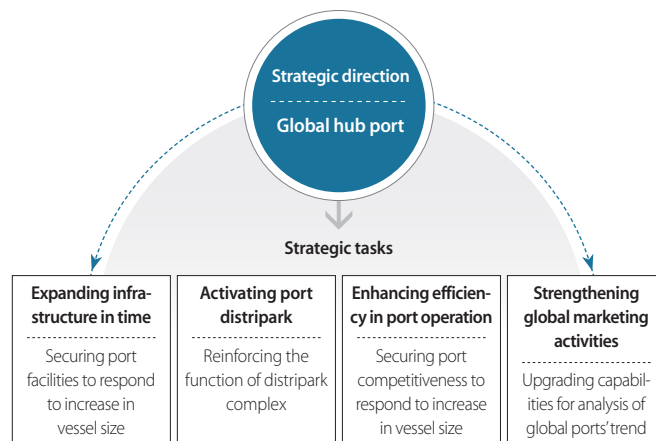 Strategic direction
Global hub port
Strategic tasks
Expanding infra-
structure in time
Securing port
facilities to respond
to increase in
vessel size
Activating port
distripark
Reinforcing the
function of distripark
complex
Enhancing efficien-
cy in port operation
Securing port
competitiveness to
respond to increase
in vessel size
Strengthening
global marketing
activities
Upgrading capabil-
ities for analysis of
global ports’ trend